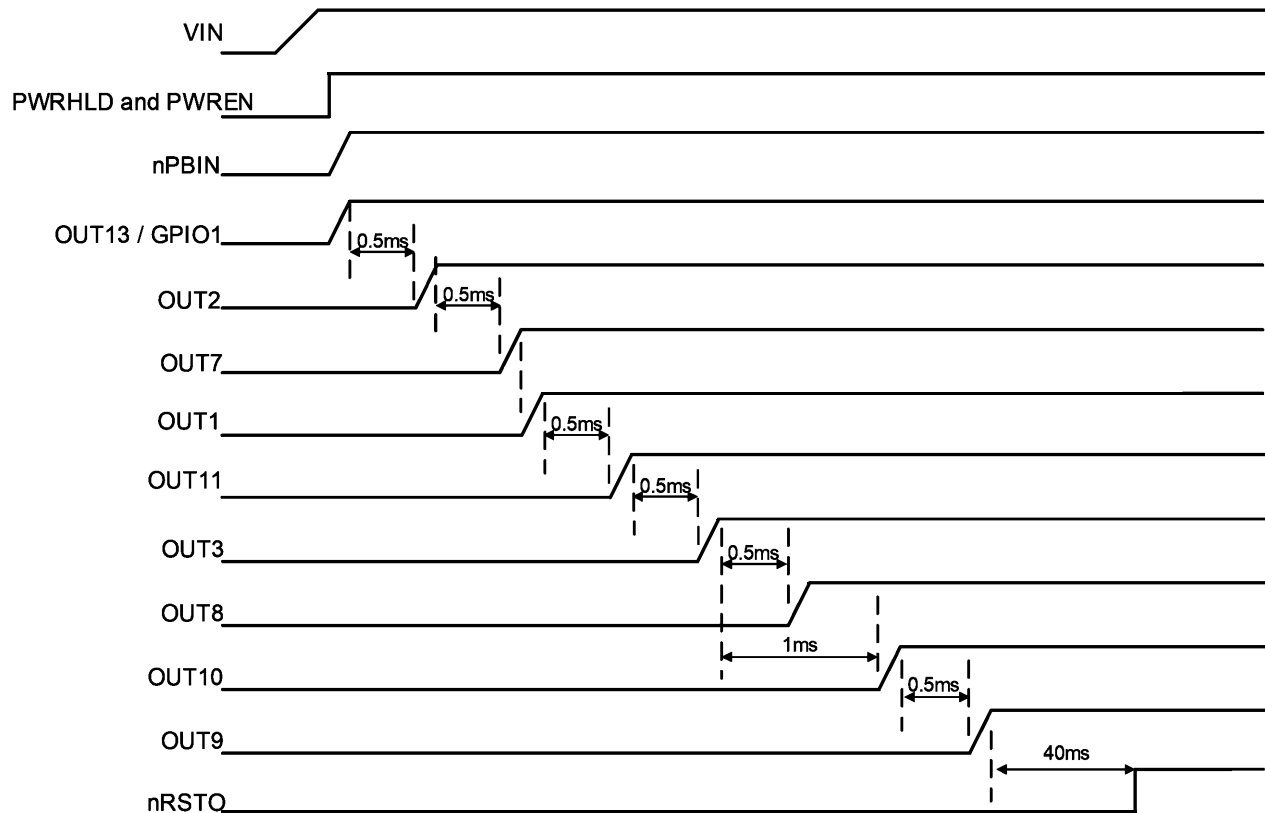 VIN
PWRHLD and PWREN
nPBIN
OUT13 / GPIO1
0.5ms
OUT2
0.5ms
OUT7
OUT1
0.5ms
OUT11
0.5ms
OUT3
0.5ms
OUT8
1ms
OUT10
0.5ms
OUT9
40ms
nRSTO